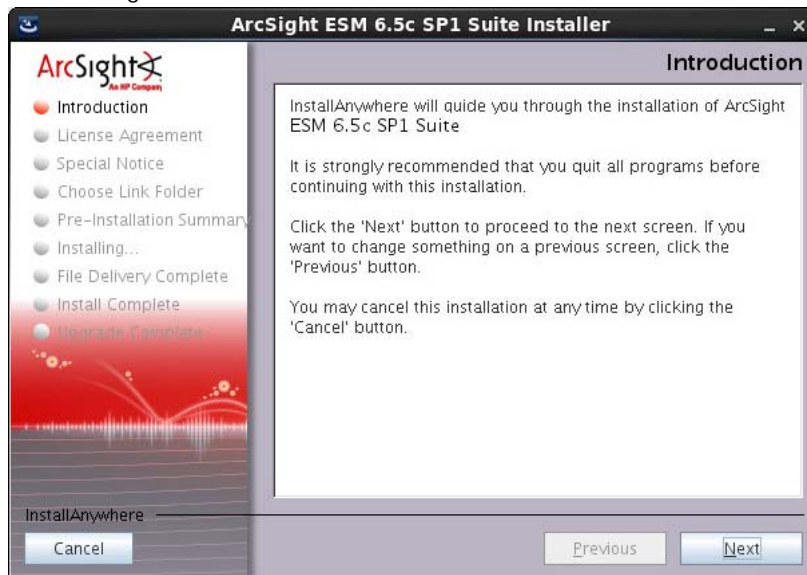 ArcSight ESM 6.5c SP1 Suite Installer
ArcSight
An HP Company
Introduction
License Agreement
Special Notice
Choose Link Folder
Pre-Installation Summary
Installing...
File Delivery Complete
Install Complete
Upgrade Complete
Introduction
InstallAnywhere will guide you through the installation of ArcSight
ESM 6.5c SP1 Suite
It is strongly recommended that you quit all programs before
continuing with this installation.
Click the 'Next' button to proceed to the next screen. If you
want to change something on a previous screen, click the
'Previous' button.
You may cancel this installation at any time by clicking the
'Cancel' button.
InstallAnywhere
Cancel
Previous
Next